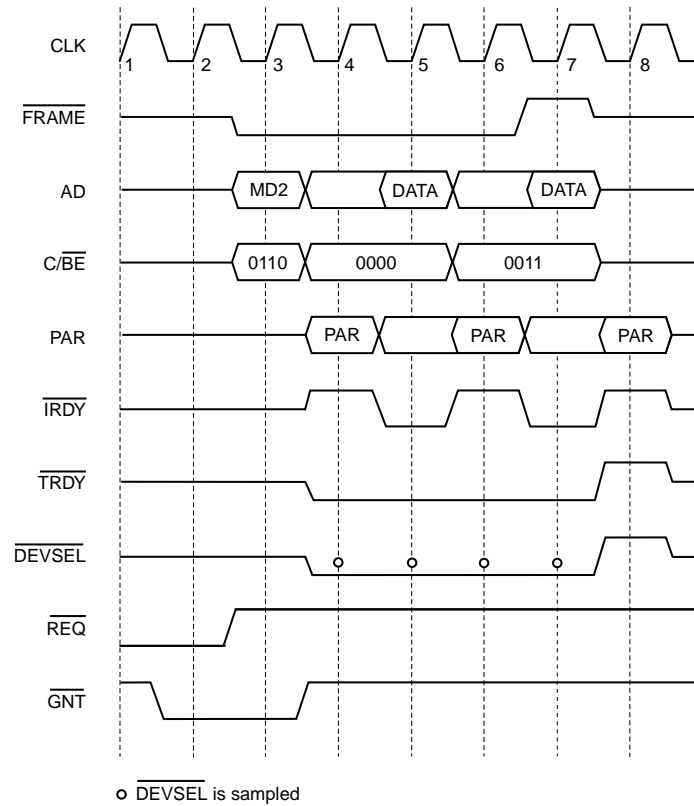 CLK
1 2 3 4 5 6 7 8
FRAME
AD
MD2 DATA DATA
C/BE
0110 0000 0011
PAR
PAR PAR PAR
IRDY
TRDY
DEVSEL
REQ
GNT
DEVSEL is sampled